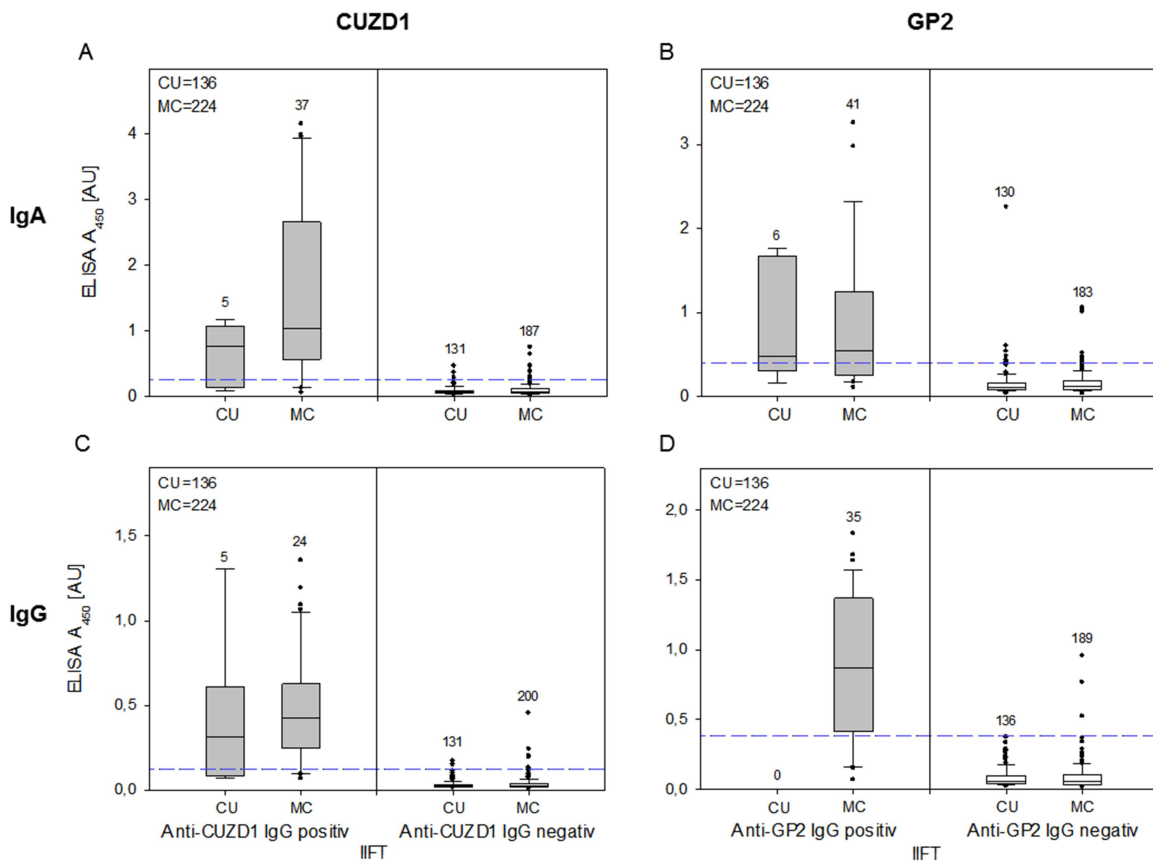 CUZD1
GP2
A
B
CU=136
MC=224
37
5
131
187
4
3
2
1
0
ELISA A450 [AU]
IgA
CU
MC
CU
MC
CU=136
MC=224
41
6
130
183
3
2
1
0
CU
MC
CU
MC
C
D
CU=136
MC=224
5
24
131
200
1,5
1,0
0,5
0,0
ELISA A450 [AU]
IgG
CU
MC
CU
MC
Anti-CUZD1 IgG positiv
Anti-CUZD1 IgG negativ
IIFT
CU=136
MC=224
35
0
136
189
2,0
1,5
1,0
0,5
0,0
CU
MC
CU
MC
Anti-GP2 IgG positiv
Anti-GP2 IgG negativ
IIFT